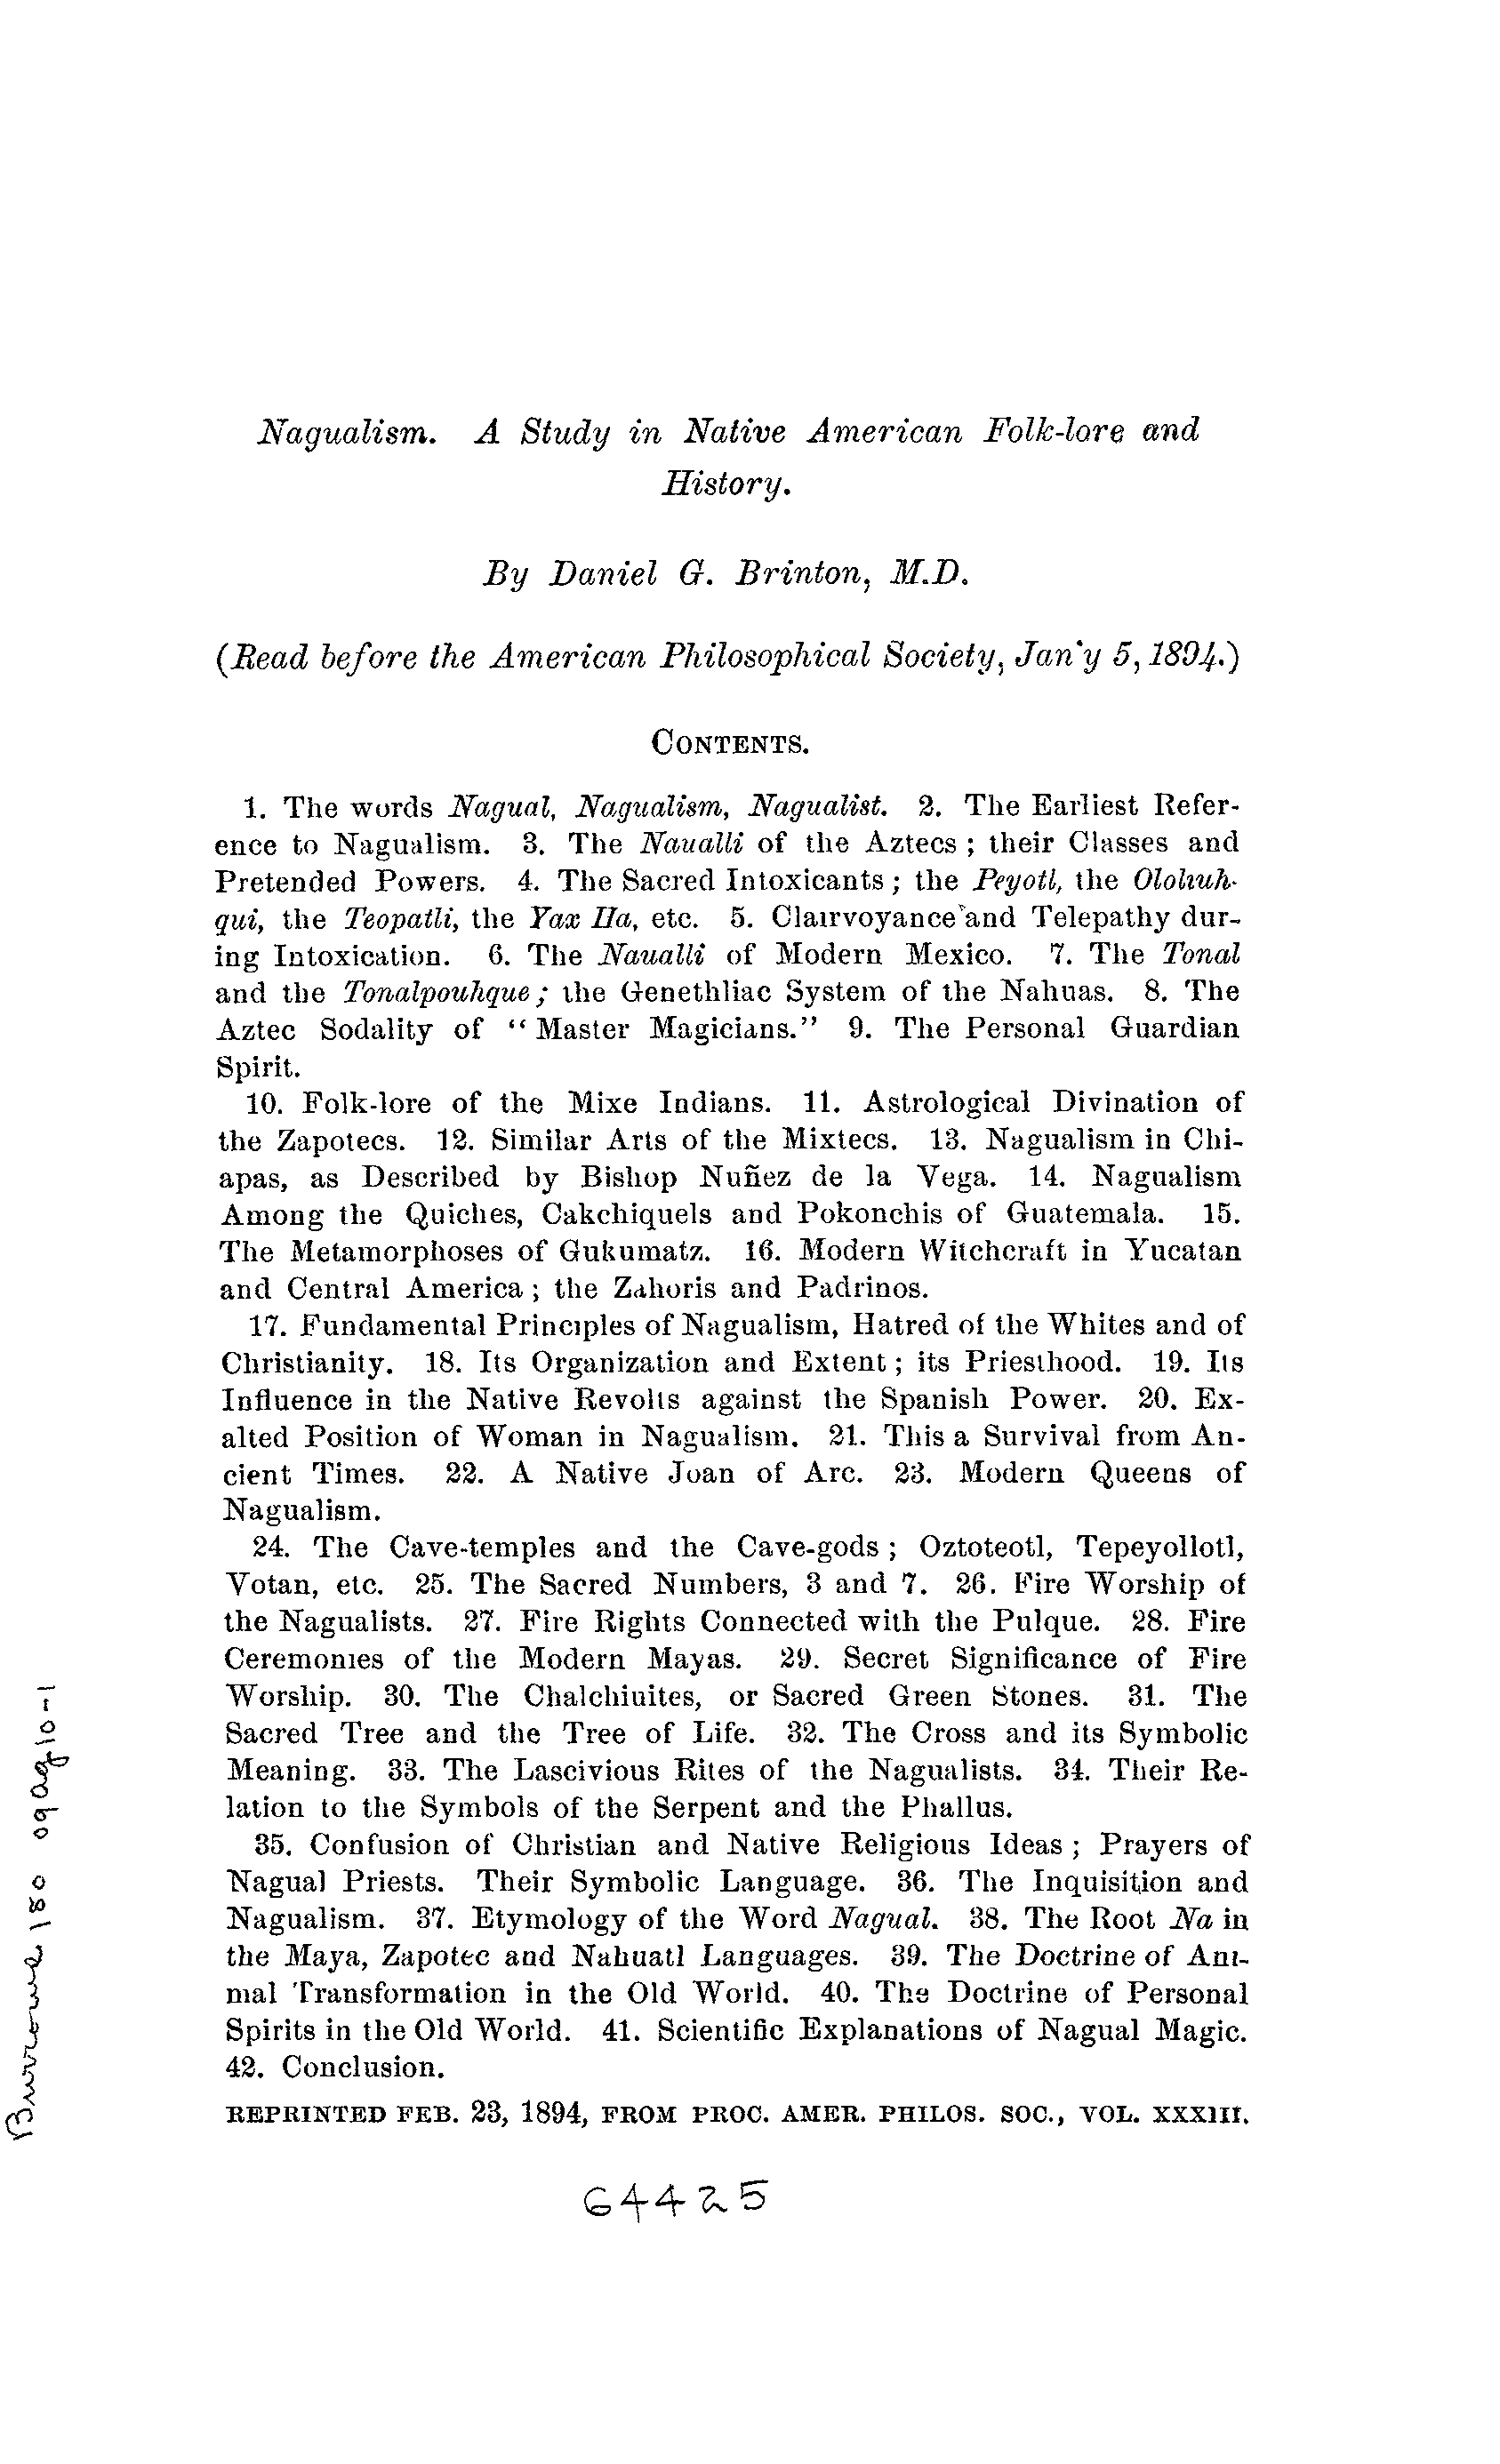 Nagualism. A Study in Native American Folk-lore and
History.
By Daniel G. Brinton, M.D.
(Read before the American Philosophical Society, Jan'y 5, 1894.)
CONTENTS.
1. The words Nagual, Nagualism, Nagualist. 2. The Earliest Refer-
ence to Nagualism. 3. The Naualli of the Aztecs; their Classes and
Pretended Powers. 4. The Sacred Intoxicants; the Peyotl, the Ololiuh-
qui, the Teopatli, the Yax Ha, etc. 5. Clairvoyance and Telepathy dur-
ing Intoxication. 6. The Naualli of Modern Mexico. 7. The Tonal
and the Tonalpouhque; the Genethliac System of the Nahuas. 8. The
Aztec Sodality of "Master Magicians." 9. The Personal Guardian
Spirit.
10. Folk-lore of the Mixe Indians. 11. Astrological Divination of
the Zapotecs. 12. Similar Arts of the Mixtecs. 13. Nagualism in Chi-
apas, as Described by Bishop Nuñez de la Vega. 14. Nagualism
Among the Quiches, Cakchiquels and Pokonchis of Guatemala. 15.
The Metamorphoses of Gukumatz. 16. Modern Witchcraft in Yucatan
and Central America; the Zahoris and Padrinos.
17. Fundamental Principles of Nagualism, Hatred of the Whites and of
Christianity. 18. Its Organization and Extent; its Priesthood. 19. Its
Influence in the Native Revolts against the Spanish Power. 20. Ex-
alted Position of Woman in Nagualism. 21. This a Survival from An-
cient Times. 22. A Native Joan of Arc. 23. Modern Queens of
Nagualism.
24. The Cave-temples and the Cave-gods; Oztoteotl, Tepeyollotl,
Votan, etc. 25. The Sacred Numbers, 3 and 7. 26. Fire Worship of
the Nagualists. 27. Fire Rights Connected with the Pulque. 28. Fire
Ceremonies of the Modern Mayas. 29. Secret Significance of Fire
Worship. 30. The Chalchiuites, or Sacred Green Stones. 31. The
Sacred Tree and the Tree of Life. 32. The Cross and its Symbolic
Meaning. 33. The Lascivious Rites of the Nagualists. 34. Their Re-
lation to the Symbols of the Serpent and the Phallus.
35. Confusion of Christian and Native Religious Ideas; Prayers of
Nagual Priests. Their Symbolic Language. 36. The Inquisition and
Nagualism. 37. Etymology of the Word Nagual. 38. The Root Na in
the Maya, Zapotec and Nahuatl Languages. 39. The Doctrine of Ani-
mal Transformation in the Old World. 40. The Doctrine of Personal
Spirits in the Old World. 41. Scientific Explanations of Nagual Magic.
42. Conclusion.
REPRINTED FEB. 23, 1894, FROM PROC. AMER. PHILOS. SOC., VOL. XXXIII.
64425
180